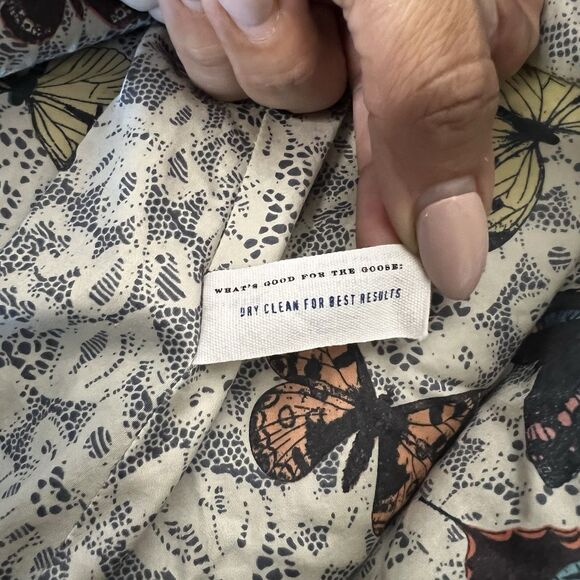 WHAT'S GOOD FOR THE GOOSE:
DRY CLEAN FOR BEST RESULTS